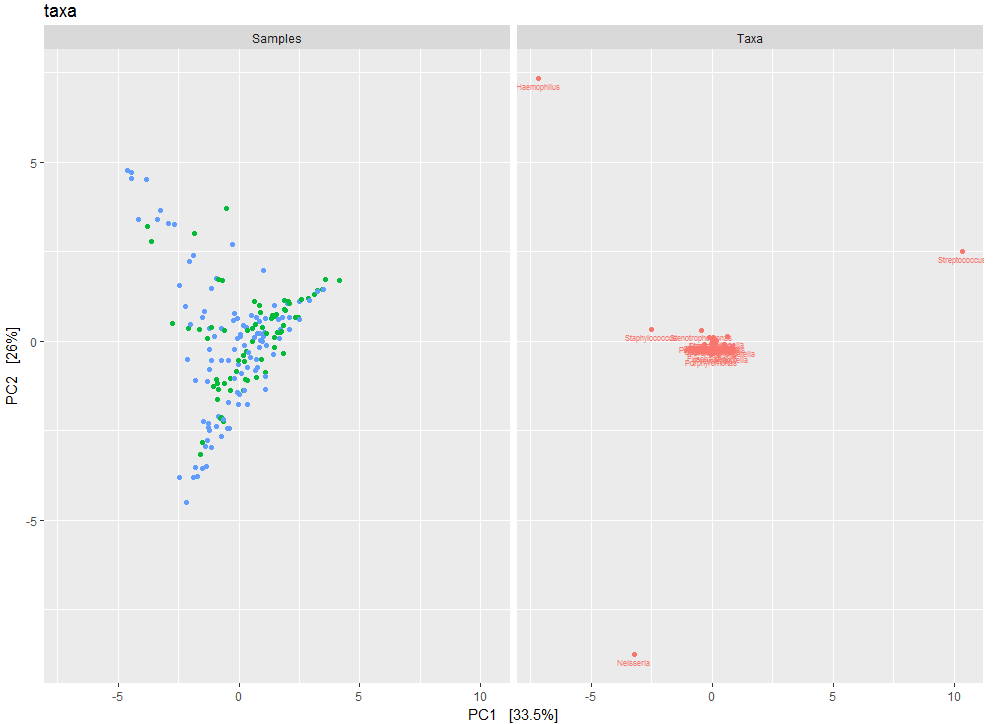 taxa
Samples
Taxa
Haemophilus
5
Streptococcus
0
Staphylococcus
Porphyromonas
-5
Neisseria
-5 0 5 10
-5 0 5 10
PC1 [33.5%]
PC2 [26%]